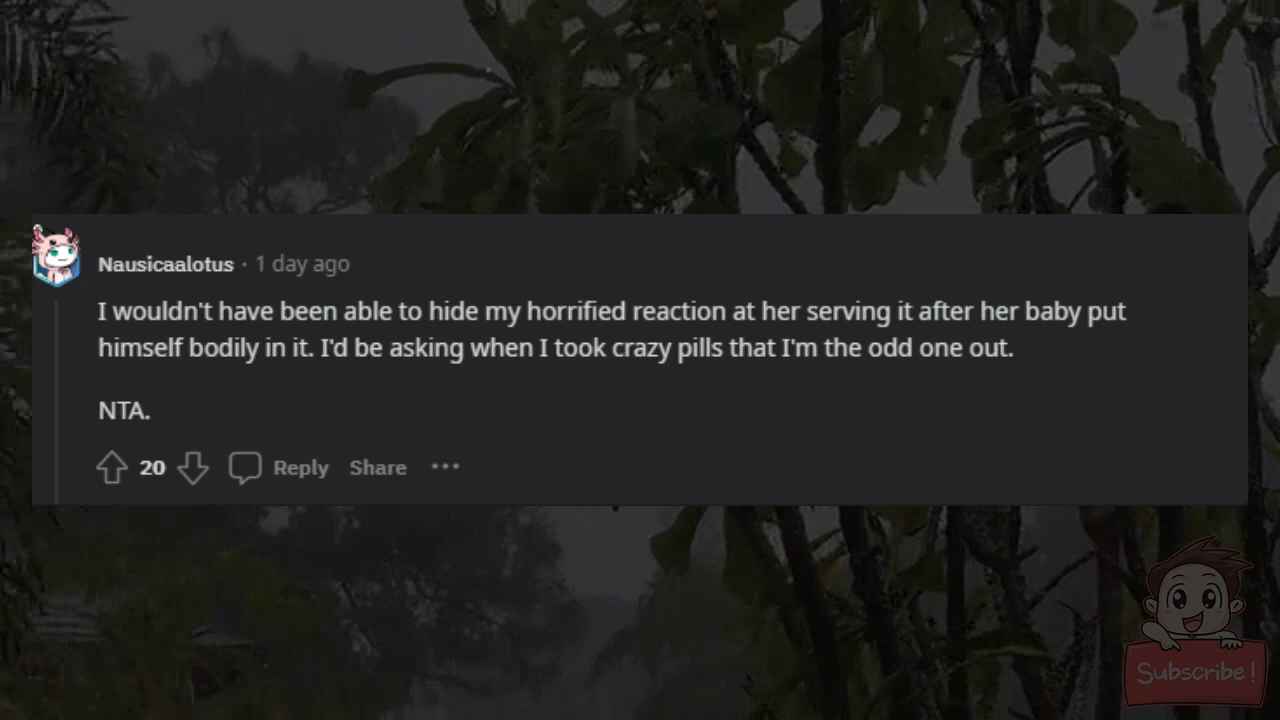 Nausicaalotus · 1 day ago
I wouldn't have been able to hide my horrified reaction at her serving it after her baby put
himself bodily in it. I'd be asking when I took crazy pills that I'm the odd one out.
NTA.
20 Reply Share ···
Subscribe!